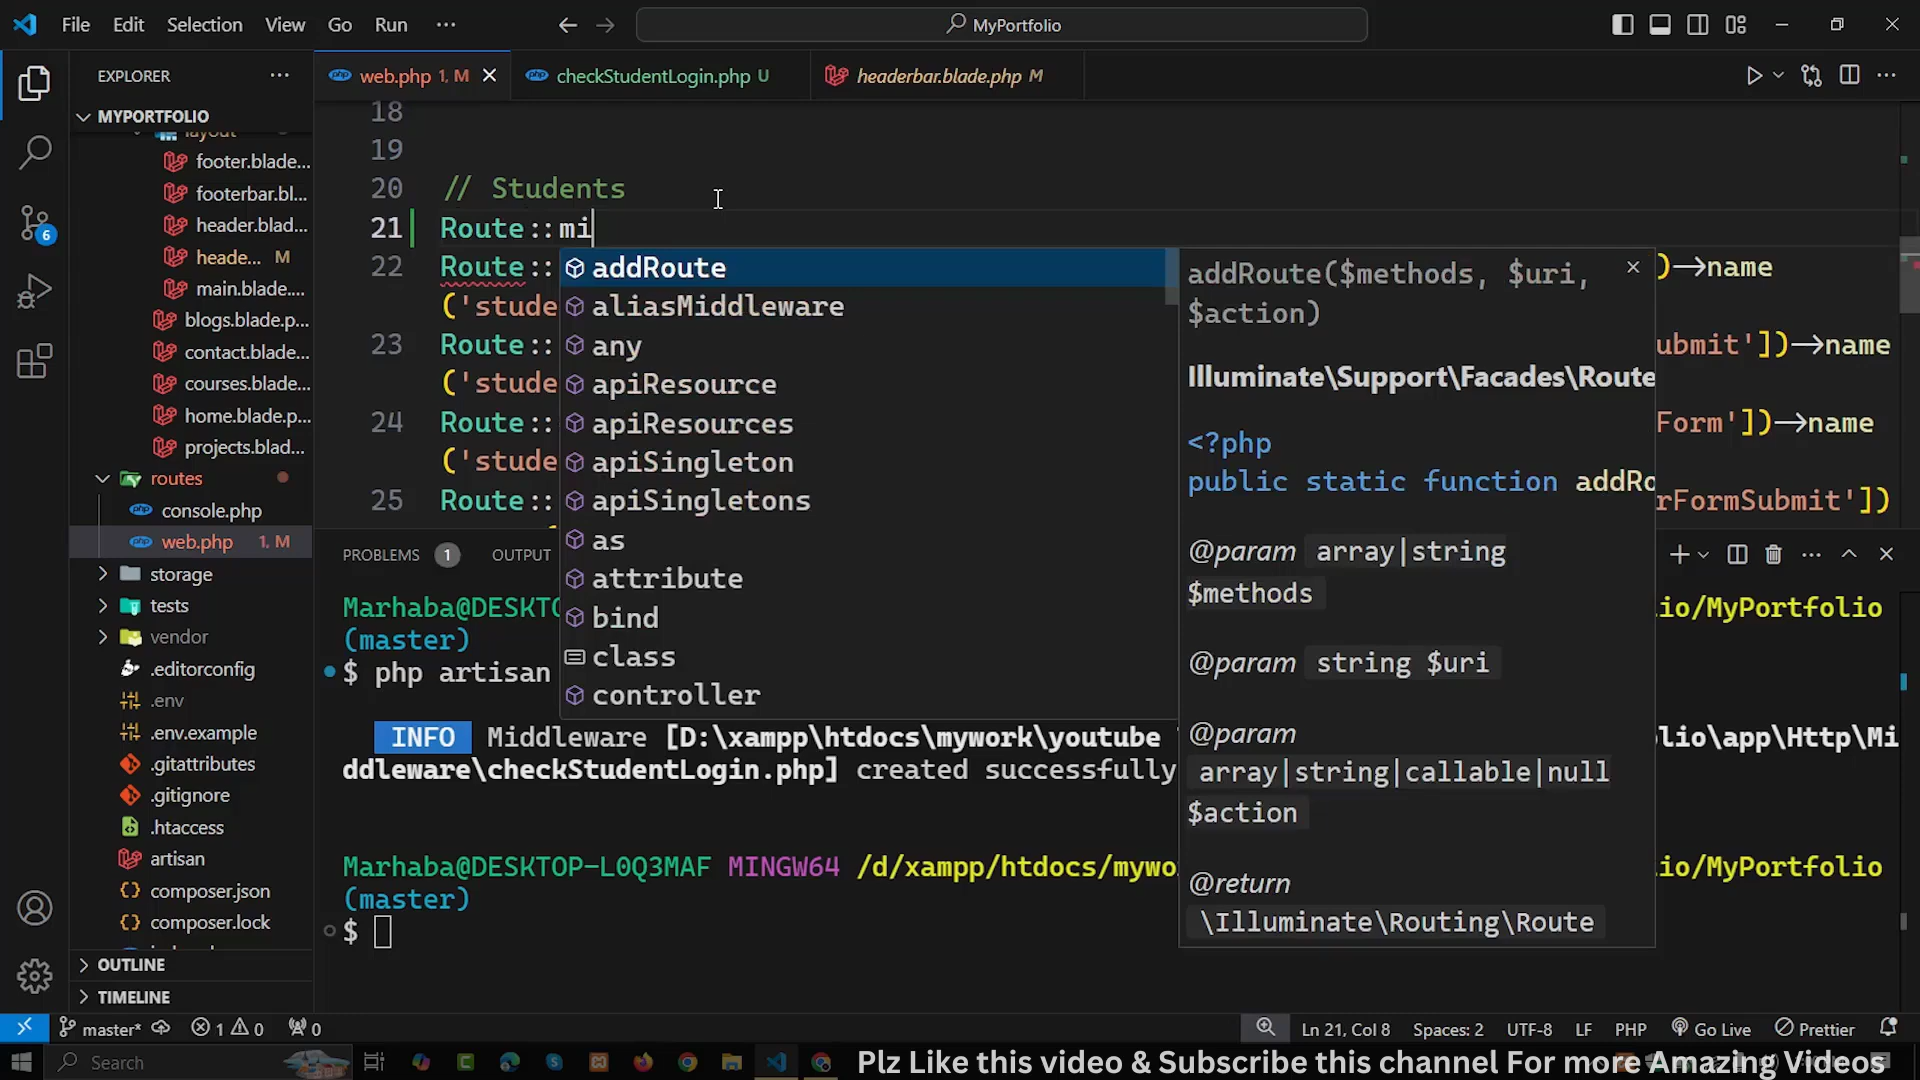 File Edit Selection View Go Run ··· MyPortfolio
EXPLORER ··· web.php 1, M checkStudentLogin.php U headerbar.blade.php M
MYPORTFOLIO
layout
footer.blade...
footerbar.bl...
header.blad...
heade... M
main.blade....
blogs.blade.p...
contact.blade...
courses.blade...
home.blade.p...
projects.blad...
routes
console.php
web.php 1, M
storage
tests
vendor
.editorconfig
.env
.env.example
.gitattributes
.gitignore
.htaccess
artisan
composer.json
composer.lock
OUTLINE
TIMELINE
18
19
20 // Students
21 Route::mi
22 Route:: )->name
('stude
23 Route:: ubmit'])->name
('stude
24 Route:: Form'])->name
('stude
25 Route:: rFormSubmit'])
addRoute
aliasMiddleware
any
apiResource
apiResources
apiSingleton
apiSingletons
as
attribute
bind
class
controller
addRoute($methods, $uri,
$action)
Illuminate\Support\Facades\Route
<?php
public static function addRo
@param array|string
$methods
@param string $uri
@param
array|string|callable|null
$action
@return
\Illuminate\Routing\Route
PROBLEMS 1 OUTPUT
Marhaba@DESKTO io/MyPortfolio
(master)
$ php artisan
INFO Middleware [D:\xampp\htdocs\mywork\youtube lio\app\Http\Mi
ddleware\checkStudentLogin.php] created successfully
Marhaba@DESKTOP-L0Q3MAF MINGW64 /d/xampp/htdocs/mywo io/MyPortfolio
(master)
$
master* 1 0 0 Ln 21, Col 8 Spaces: 2 UTF-8 LF PHP Go Live Prettier
Search Plz Like this video & Subscribe this channel For more Amazing Videos